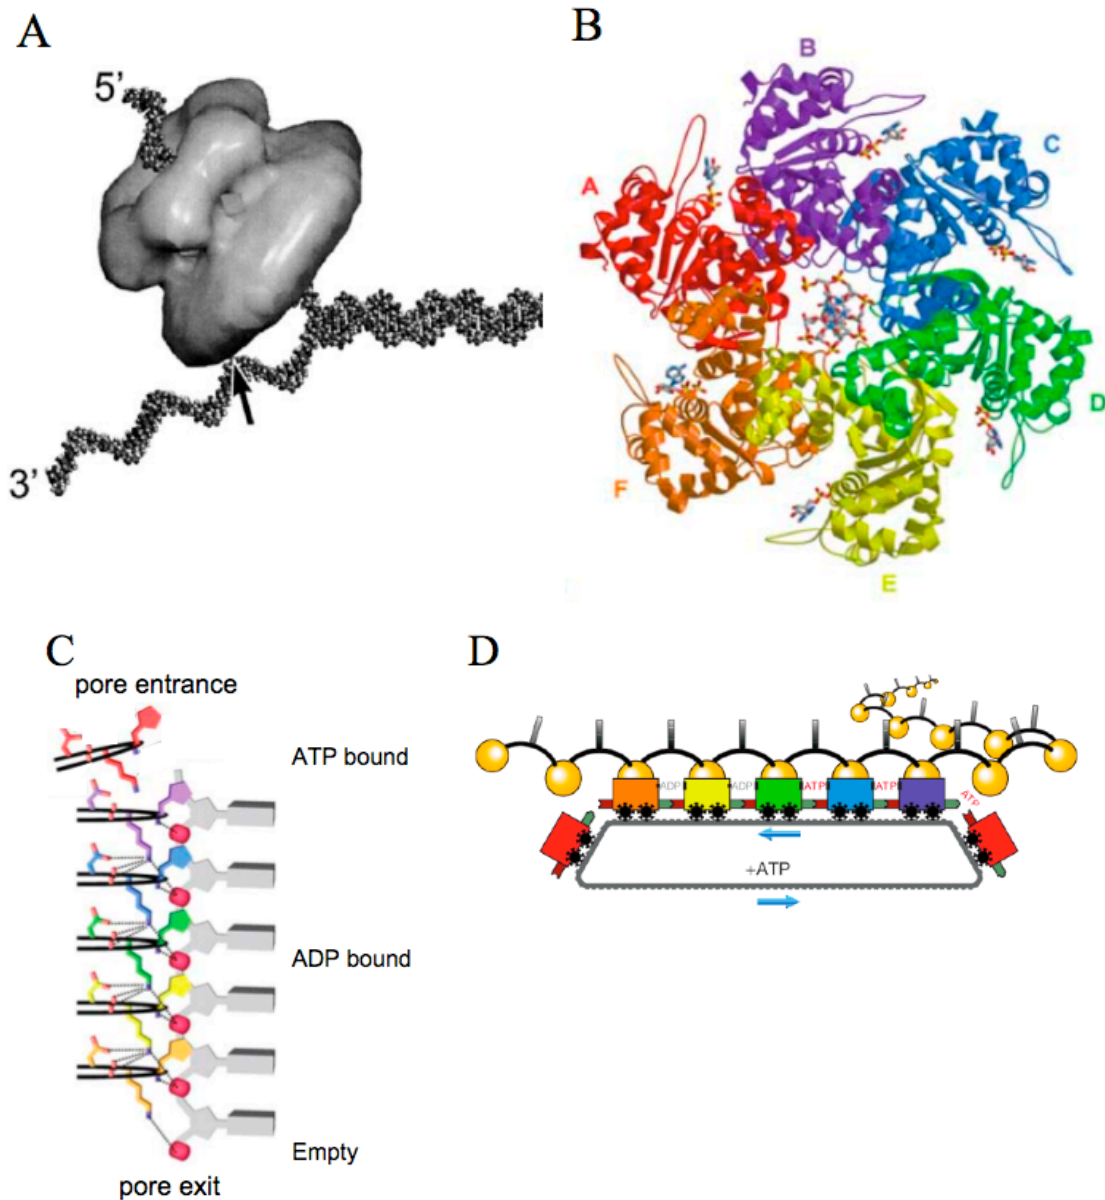 A
5’
3’
B
B
C
A
D
F
E
C
pore entrance
ATP bound
ADP bound
Empty
pore exit
D
ADP
ADP
ATP
ATP
ATP
+ATP